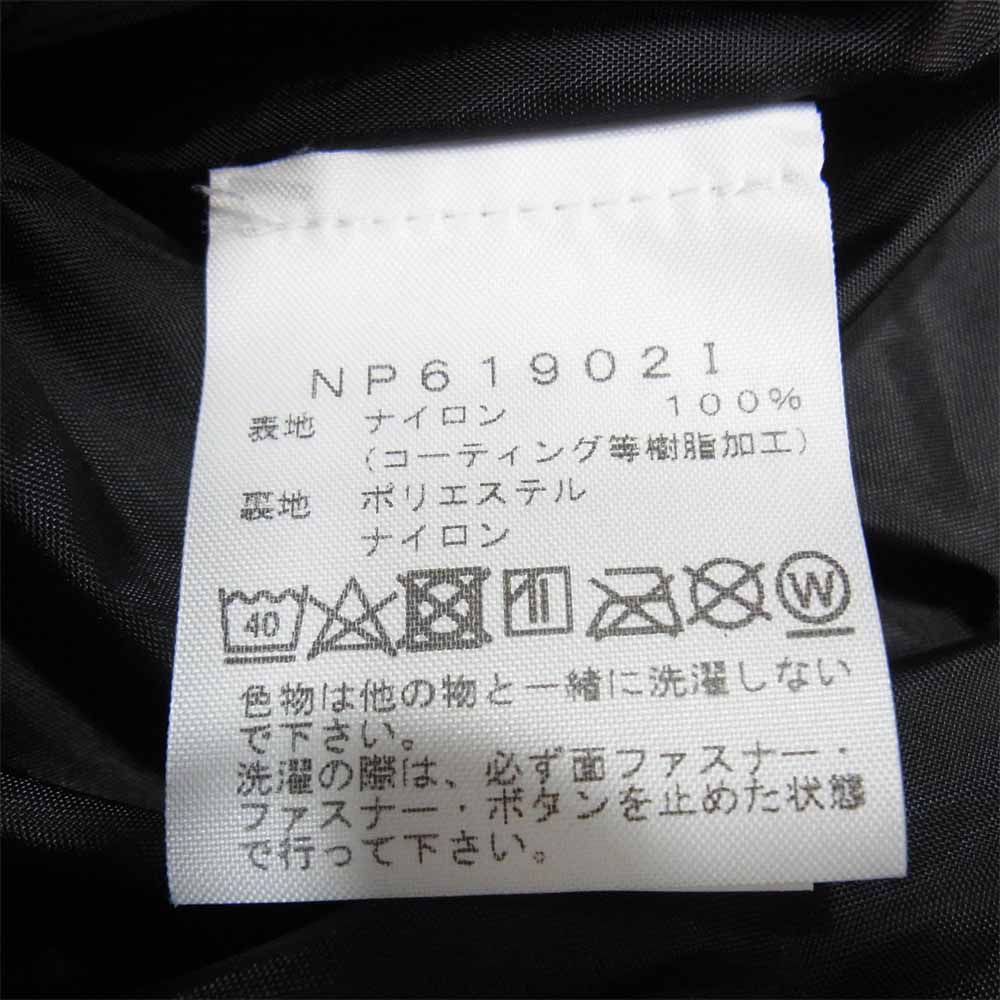 NP61902I
表地 ナイロン 100%
(コーティング等樹脂加工)
裏地 ポリエステル
ナイロン
40 W
色物は他の物と一緒に洗濯しない
で下さい。
洗濯の際は、必ず面ファスナー・
ファスナー・ボタンを止めた状態
で行って下さい。